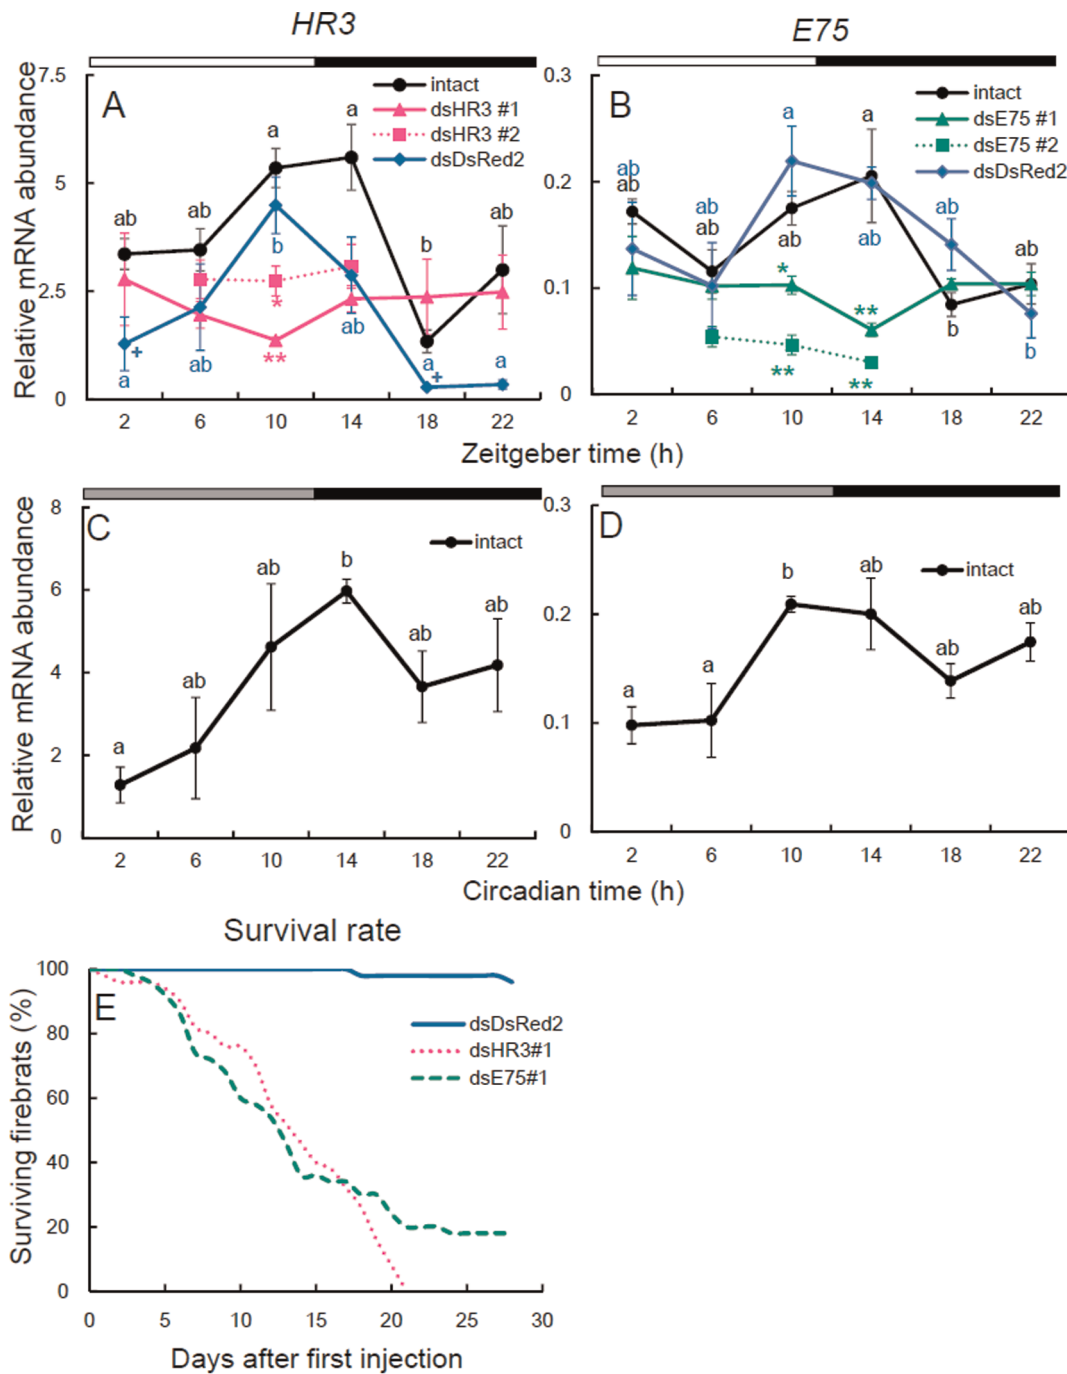 HR3
E75
Relative mRNA abundance
A
7.5
5
2.5
0
intact
dsHR3 #1
dsHR3 #2
dsDsRed2
ab
ab
a
a
b
ab
b
ab
*
**
+
a
ab
a
+
a
2
6
10
14
18
22
B
0.3
0.2
0.1
0
intact
dsE75 #1
dsE75 #2
dsDsRed2
a
a
ab
ab
ab
ab
ab
ab
ab
ab
b
b
*
**
**
**
2
6
10
14
18
22
Zeitgeber time (h)
Relative mRNA abundance
C
8
6
4
2
0
intact
a
ab
ab
b
ab
ab
2
6
10
14
18
22
D
0.3
0.2
0.1
0
intact
a
a
b
ab
ab
ab
2
6
10
14
18
22
Circadian time (h)
Survival rate
Surviving firebrats (%)
E
100
80
60
40
20
0
dsDsRed2
dsHR3#1
dsE75#1
0
5
10
15
20
25
30
Days after first injection